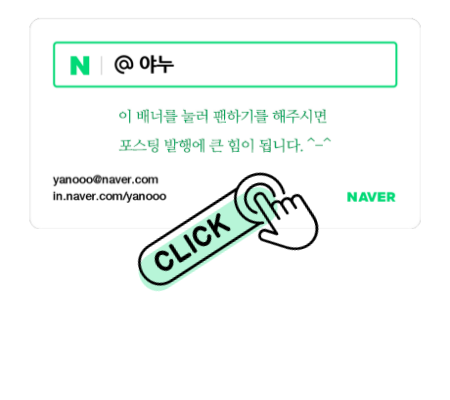 N @ 야누
이 배너를 눌러 팬하기를 해주시면
포스팅 발행에 큰 힘이 됩니다. ^-^
yanooo@naver.com
in.naver.com/yanooo
NAVER
CLICK